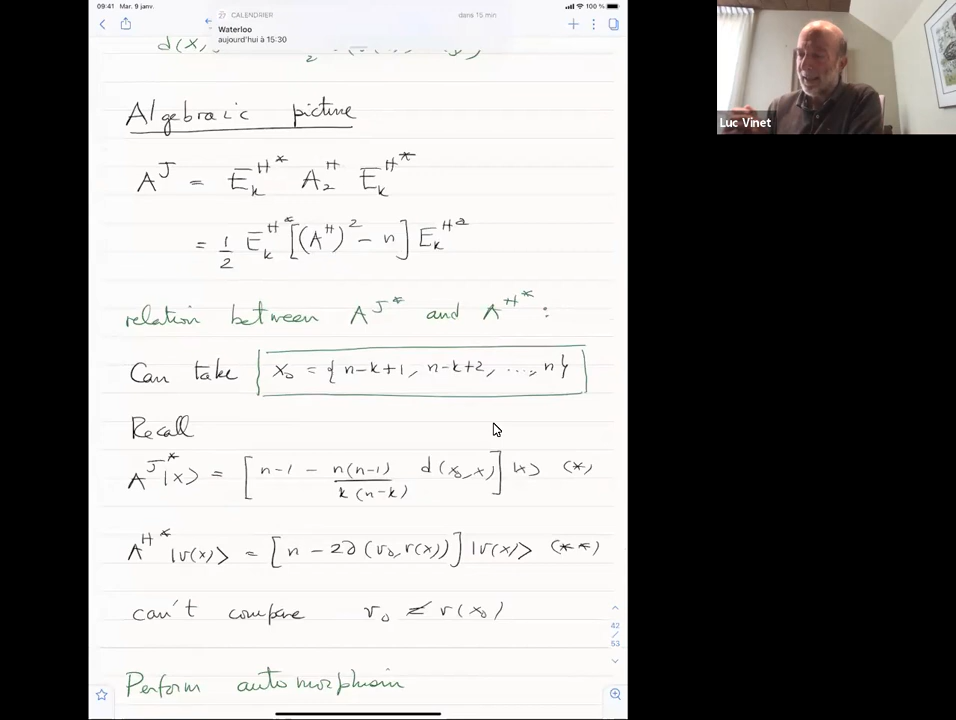 09:41 Mar. 9 janv.
100 %
CALENDRIER
dans 15 min
Waterloo
aujourd'hui à 15:30
Luc Vinet
Algebraic picture
A^J = E_k^{H*} A_2^H E_k^{H*}
= 1/2 E_k^{H*} [(A^H)^2 - n] E_k^{H*}
relation between A^{J*} and A^{H*} :
Can take x_0 = { n-k+1, n-k+2, ..., n }
Recall
A^{J*} |x> = [ n-1 - n(n-1)/k(n-k) d(x_0,x) ] |x> (*)
A^{H*} |v(x)> = [ n - 2∂(v_0, v(x)) ] |v(x)> (**)
can't compare v_0 ≠ v(x_0)
Perform automorphism
42
/
53